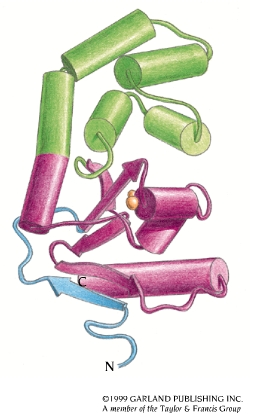 C
N
©1999 GARLAND PUBLISHING INC.
A member of the Taylor & Francis Group